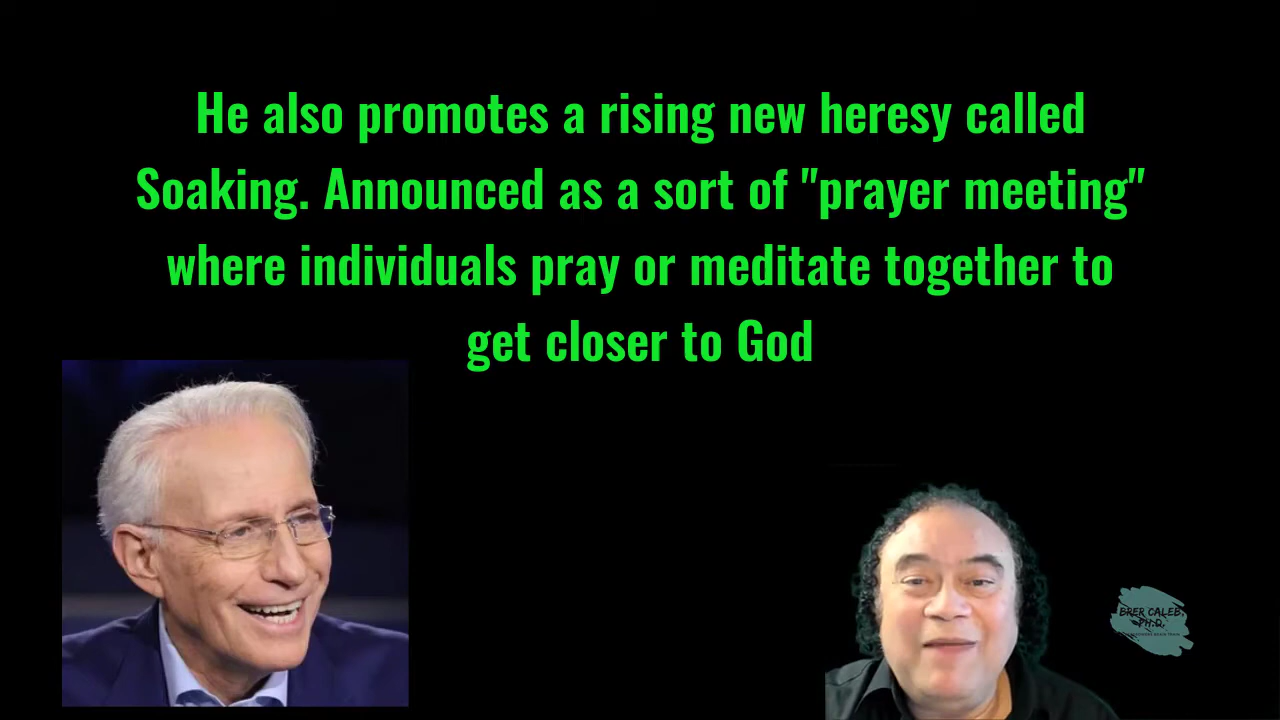 He also promotes a rising new heresy called
Soaking. Announced as a sort of "prayer meeting"
where individuals pray or meditate together to
get closer to God
BRER CALEB,
PH.D.